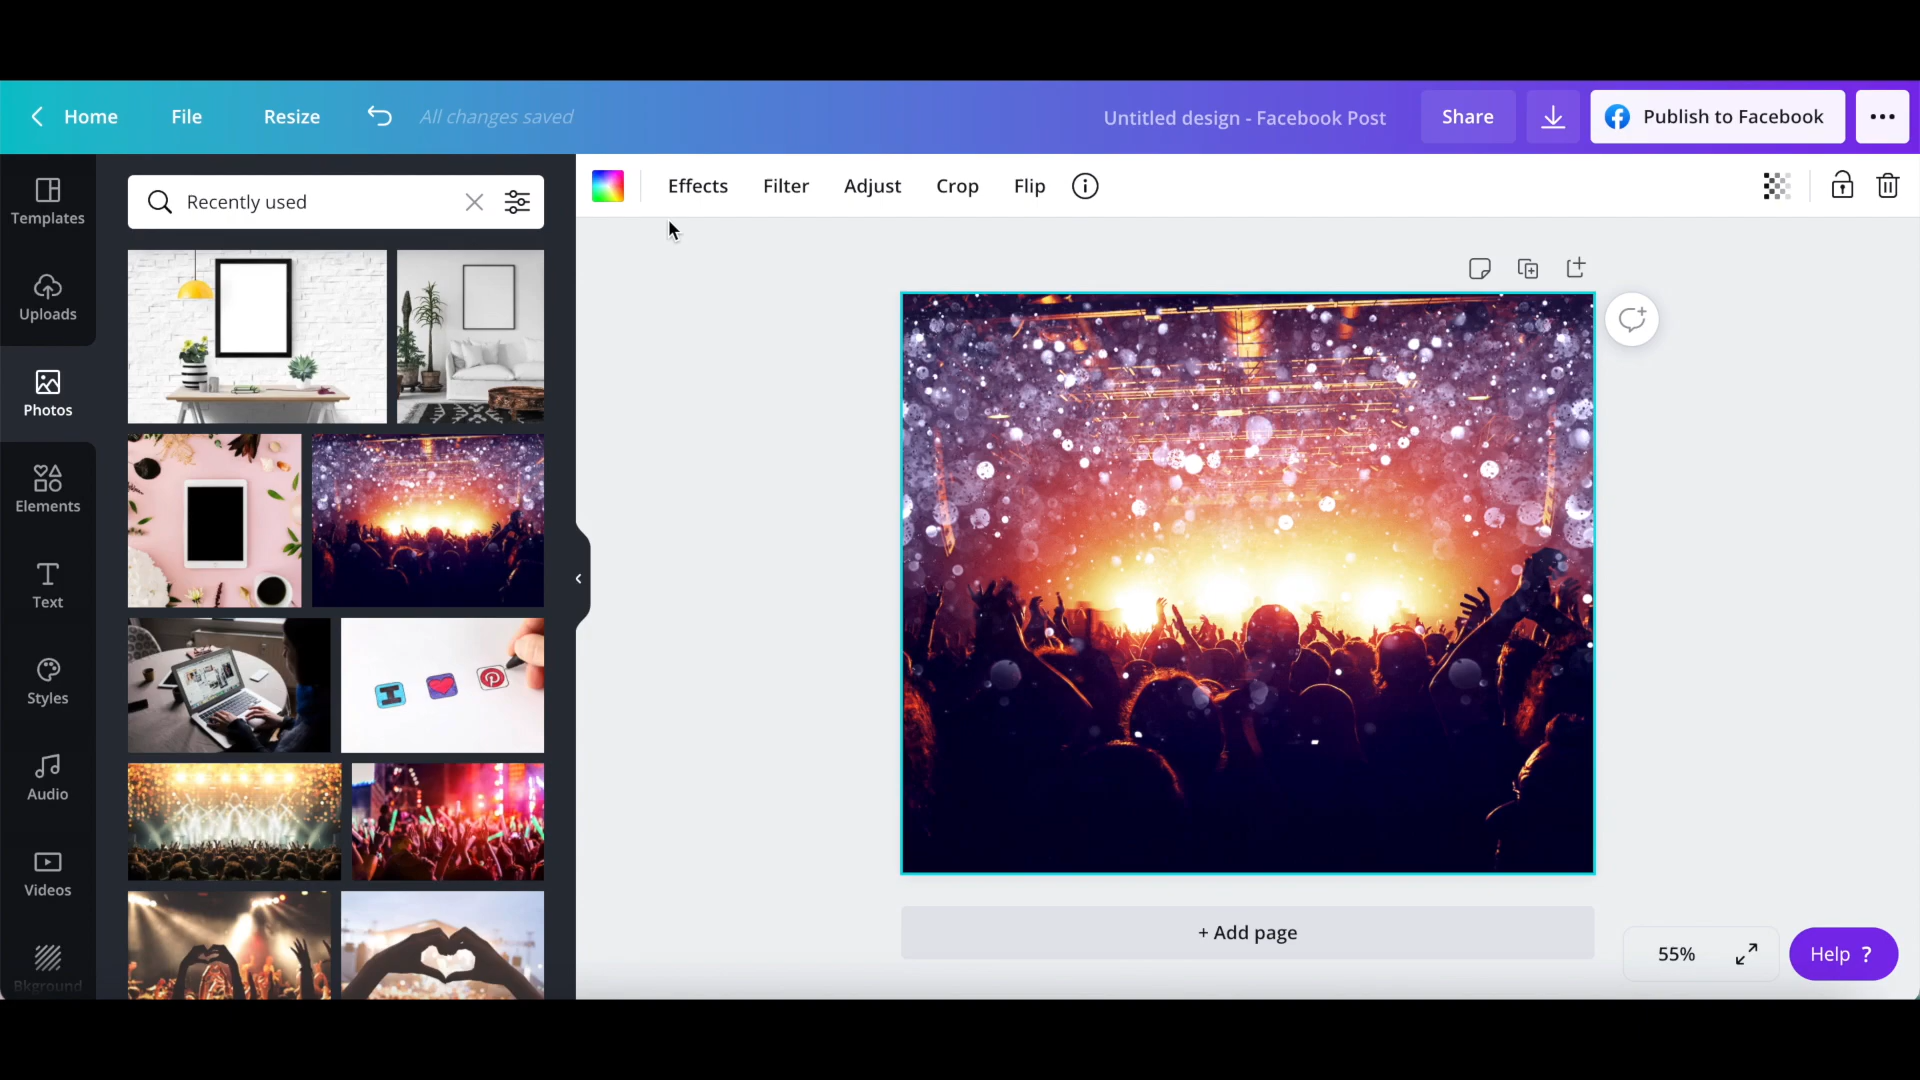 Home File Resize All changes saved Untitled design - Facebook Post Share Publish to Facebook
Templates
Uploads
Photos
Elements
Text
Styles
Audio
Videos
Bkground
Recently used
Effects Filter Adjust Crop Flip
+ Add page
55%
Help ?